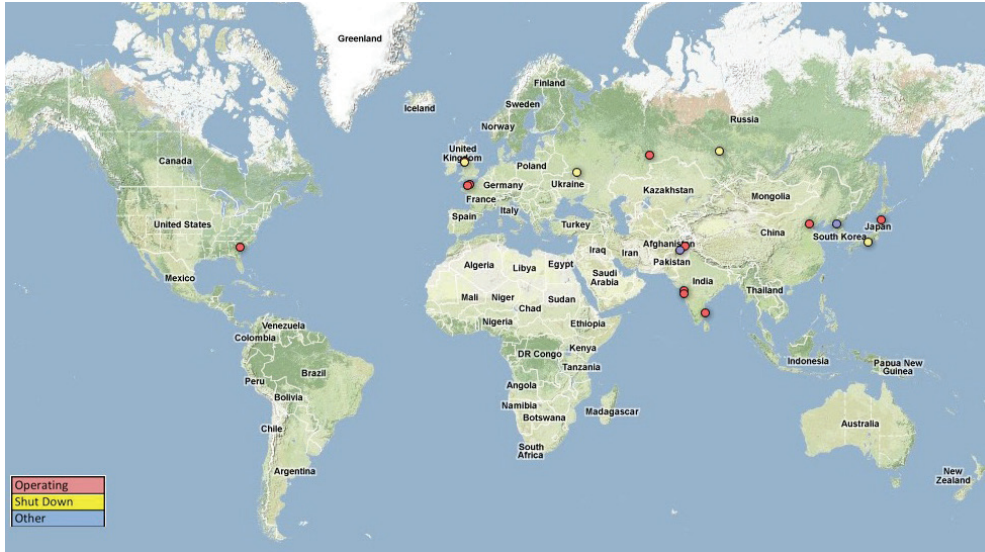 Greenland
Iceland
Finland
Sweden
Norway
Russia
United
Kingdom
Canada
Poland
Germany
Ukraine
France
Kazakhstan
Mongolia
Italy
Spain
United States
Turkey
China
Japan
South Korea
Afghanistan
Iraq
Iran
Pakistan
Algeria
Libya
Egypt
Saudi
Arabia
Mexico
India
Thailand
Mali
Niger
Sudan
Chad
Nigeria
Ethiopia
Venezuela
Colombia
Kenya
DR Congo
Tanzania
Indonesia
Papua New
Guinea
Peru
Brazil
Angola
Bolivia
Namibia
Botswana
Madagascar
Australia
Chile
South
Africa
Argentina
New
Zealand
Operating
Shut Down
Other